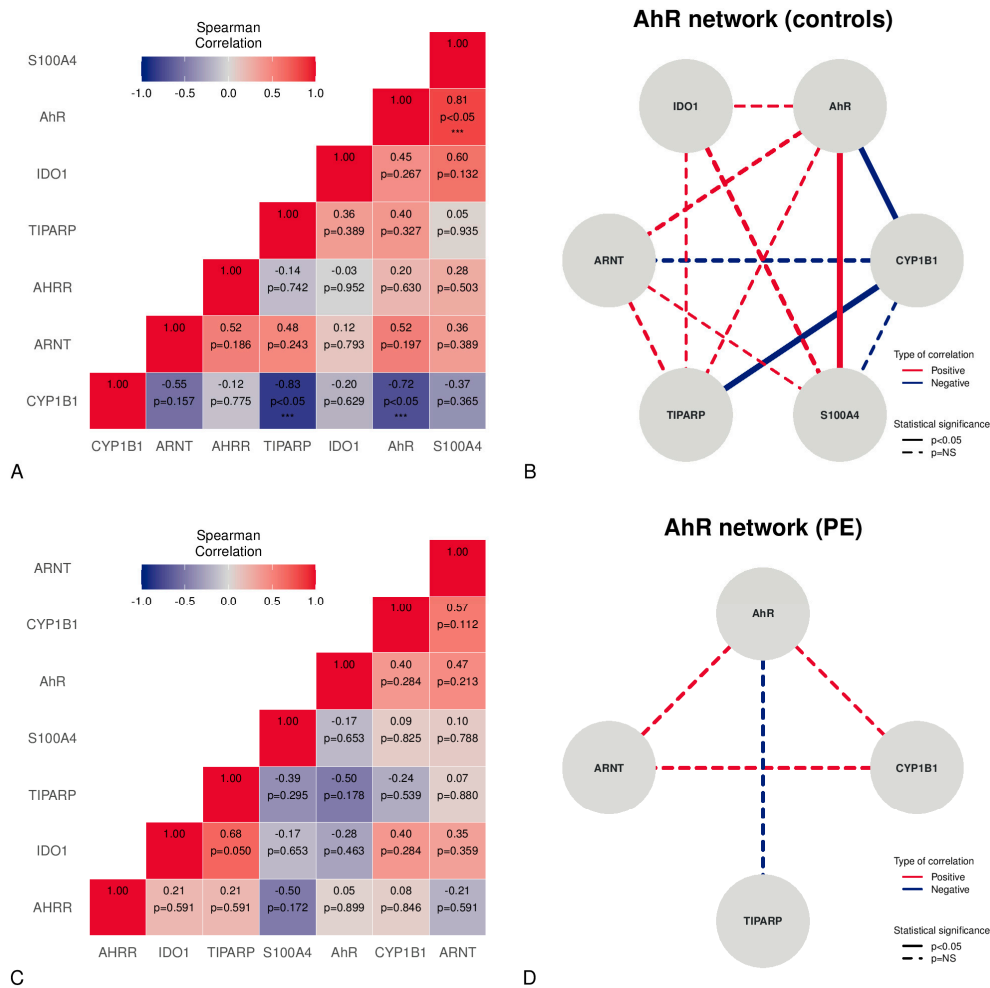 Spearman
Correlation
-1.0 -0.5 0.0 0.5 1.0
S100A4
1.00
AhR
1.00 0.81
p<0.05
***
IDO1
1.00 0.45 0.60
p=0.267 p=0.132
TIPARP
1.00 0.36 0.40 0.05
p=0.389 p=0.327 p=0.935
AHRR
1.00 -0.14 -0.03 0.20 0.28
p=0.742 p=0.952 p=0.630 p=0.503
ARNT
1.00 0.52 0.48 0.12 0.52 0.36
p=0.186 p=0.243 p=0.793 p=0.197 p=0.389
CYP1B1
1.00 -0.55 -0.12 -0.83 -0.20 -0.72 -0.37
p=0.157 p=0.775 p<0.05 p=0.629 <0.05 p=0.365
*** ***
CYP1B1 ARNT AHRR TIPARP IDO1 AhR S100A4
A
AhR network (controls)
IDO1 AhR
ARNT CYP1B1
TIPARP S100A4
Type of correlation
Positive
Negative
Statistical significance
p<0.05
p=NS
B
Spearman
Correlation
-1.0 -0.5 0.0 0.5 1.0
ARNT
1.00
CYP1B1
1.00 0.57
p=0.112
AhR
1.00 0.40 0.47
p=0.284 p=0.213
S100A4
1.00 -0.17 0.09 0.10
p=0.653 p=0.825 p=0.788
TIPARP
1.00 -0.39 -0.50 -0.24 0.07
p=0.295 p=0.178 p=0.539 p=0.880
IDO1
1.00 0.68 -0.17 -0.28 0.40 0.35
p=0.050 p=0.653 p=0.463 p=0.284 p=0.359
AHRR
1.00 0.21 0.21 -0.50 0.05 0.08 -0.21
p=0.591 p=0.591 p=0.172 p=0.899 p=0.846 p=0.591
AHRR IDO1 TIPARP S100A4 AhR CYP1B1 ARNT
C
AhR network (PE)
AhR
ARNT CYP1B1
TIPARP
Type of correlation
Positive
Negative
Statistical significance
p<0.05
p=NS
D